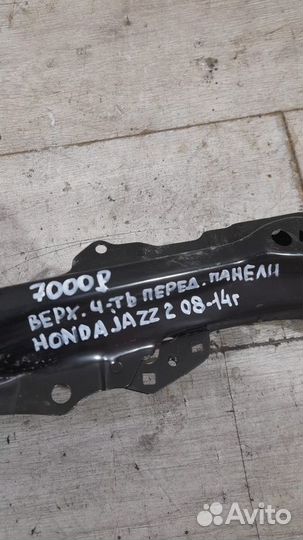 7000 ₽
ВЕРХ. Ч-ТЬ ПЕРЕД. ПАНЕЛИ
HONDA JAZZ 2 08-14г
Avito